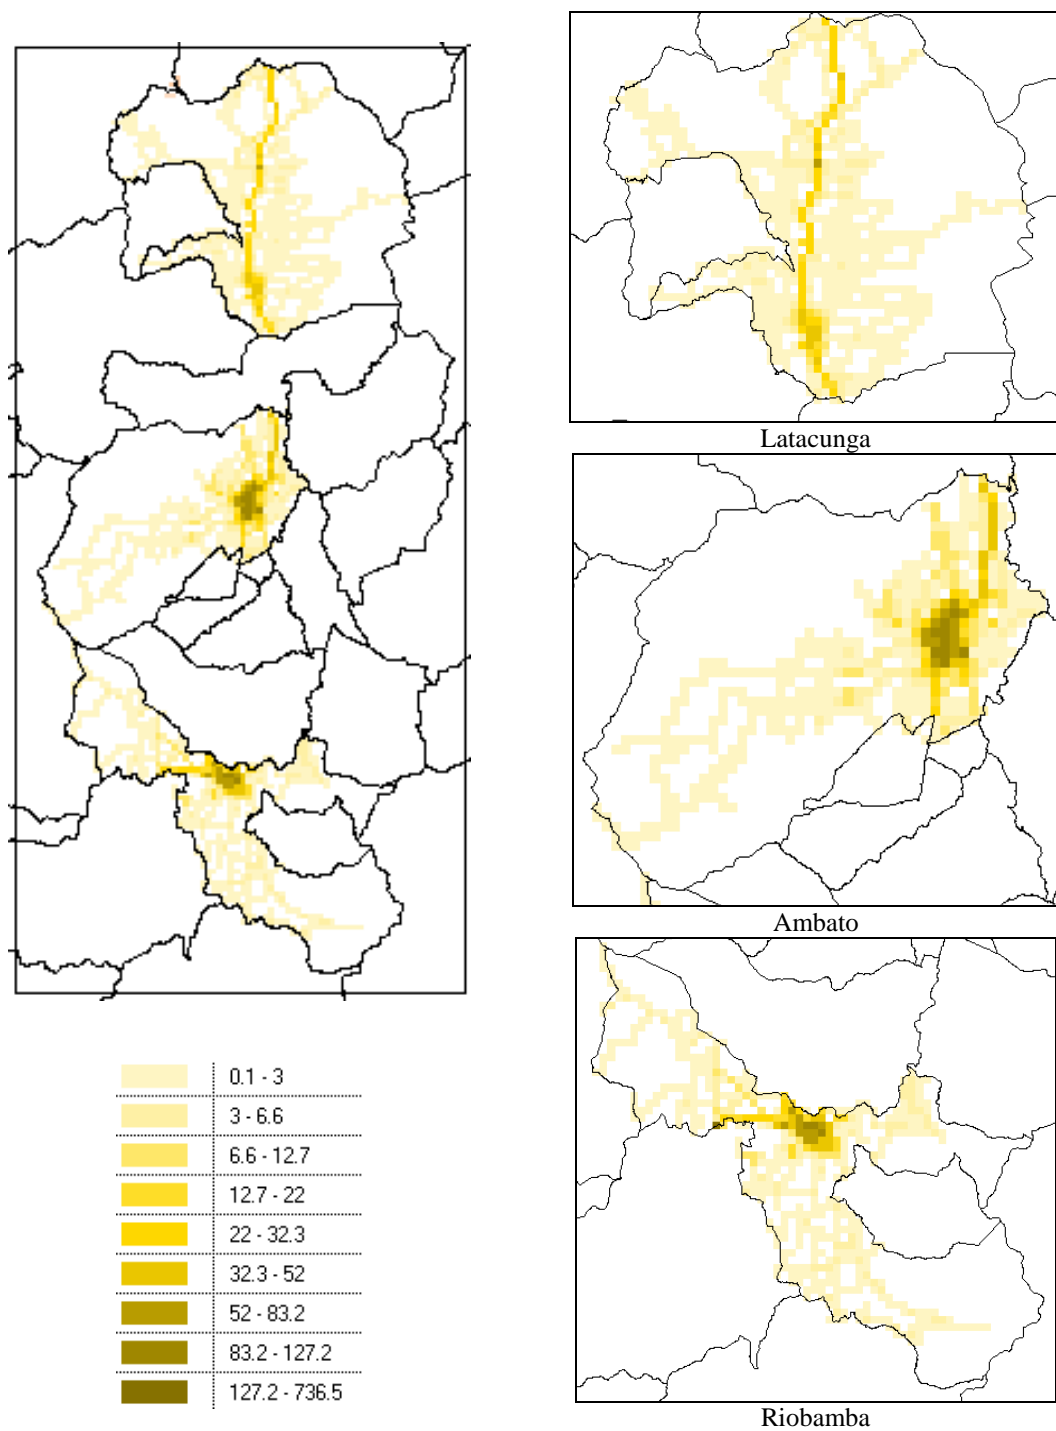 Latacunga
Ambato
Riobamba
0.1 - 3
3 - 6.6
6.6 - 12.7
12.7 - 22
22 - 32.3
32.3 - 52
52 - 83.2
83.2 - 127.2
127.2 - 736.5